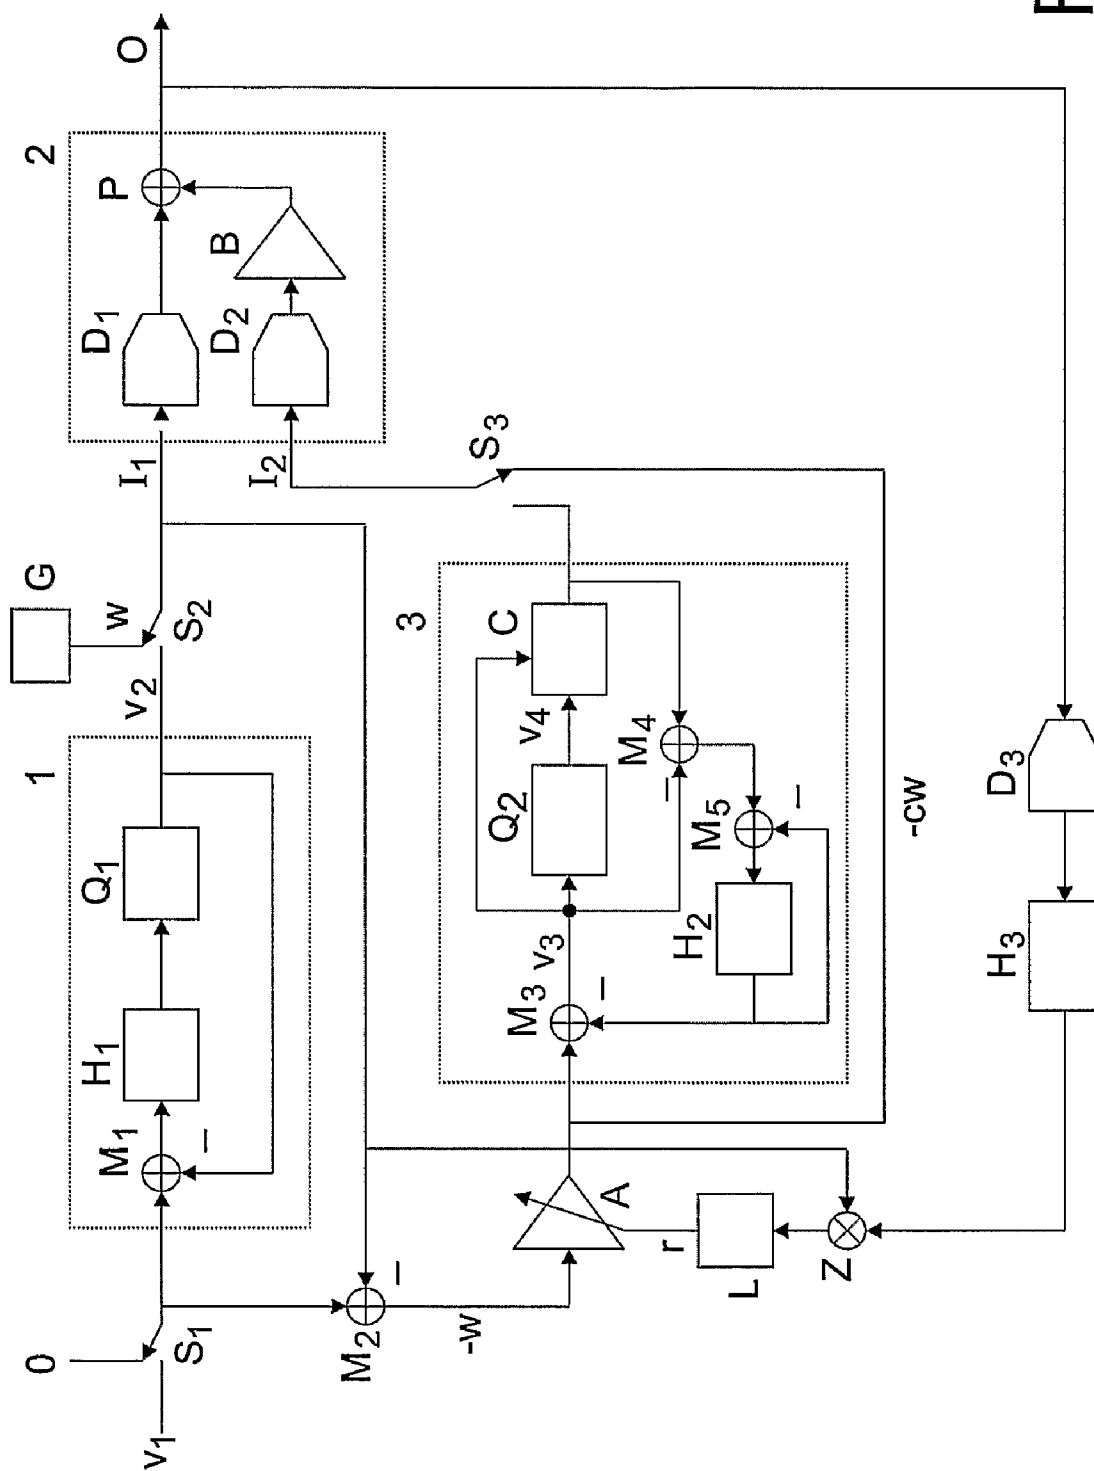 0
v₁
S₁
M₁
H₁
Q₁
1
v₂
w
G
S₂
I₁
I₂
D₁
D₂
B
P
2
O
M₂
-w
A
r
L
Z
M₃
v₃
Q₂
v₄
C
3
M₄
M₅
H₂
S₃
-cw
D₃
H₃
−
−
−
−
−